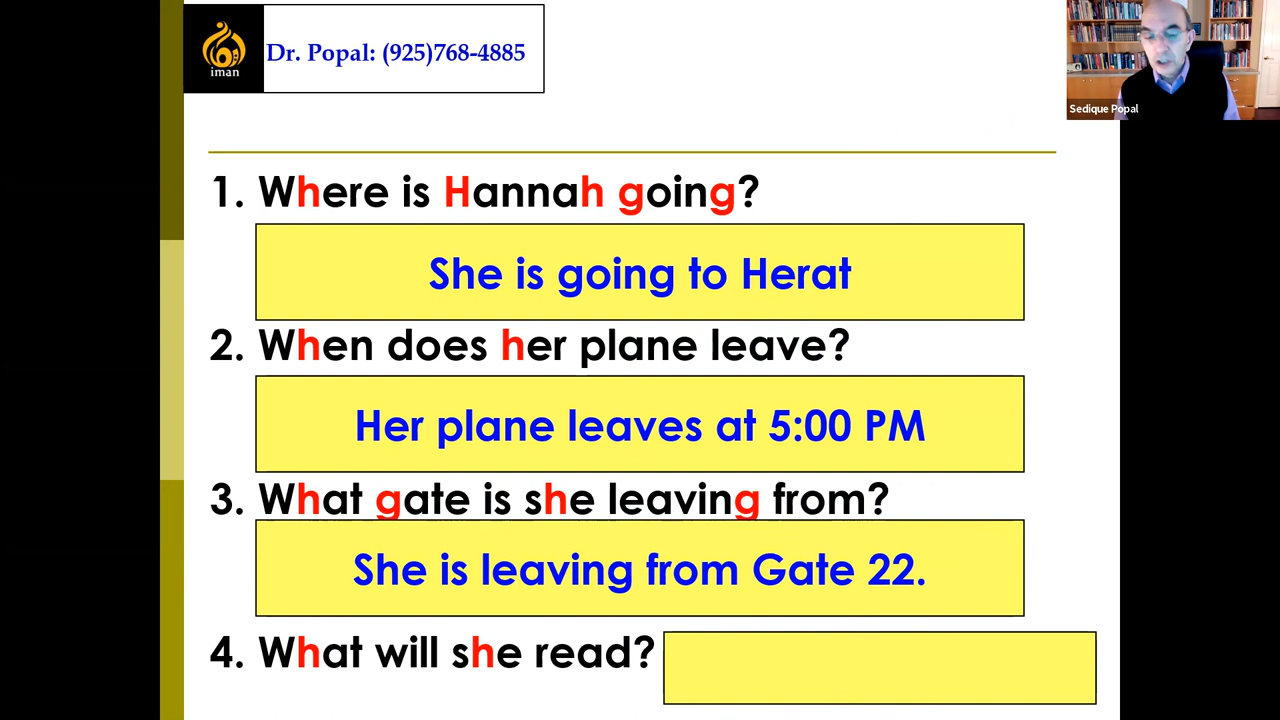 iman
Dr. Popal: (925)768-4885
Sedique Popal
1. Where is Hannah going?
She is going to Herat
2. When does her plane leave?
Her plane leaves at 5:00 PM
3. What gate is she leaving from?
She is leaving from Gate 22.
4. What will she read?